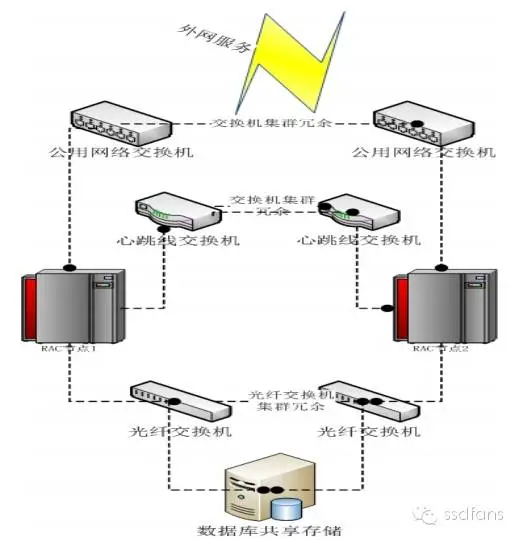 外网服务
交换机集群冗余
公用网络交换机
公用网络交换机
交换机集群
冗余
心跳线交换机
心跳线交换机
RAC节点1
RAC节点2
光纤交换机
集群冗余
光纤交换机
光纤交换机
数据库共享存储
ssdfans